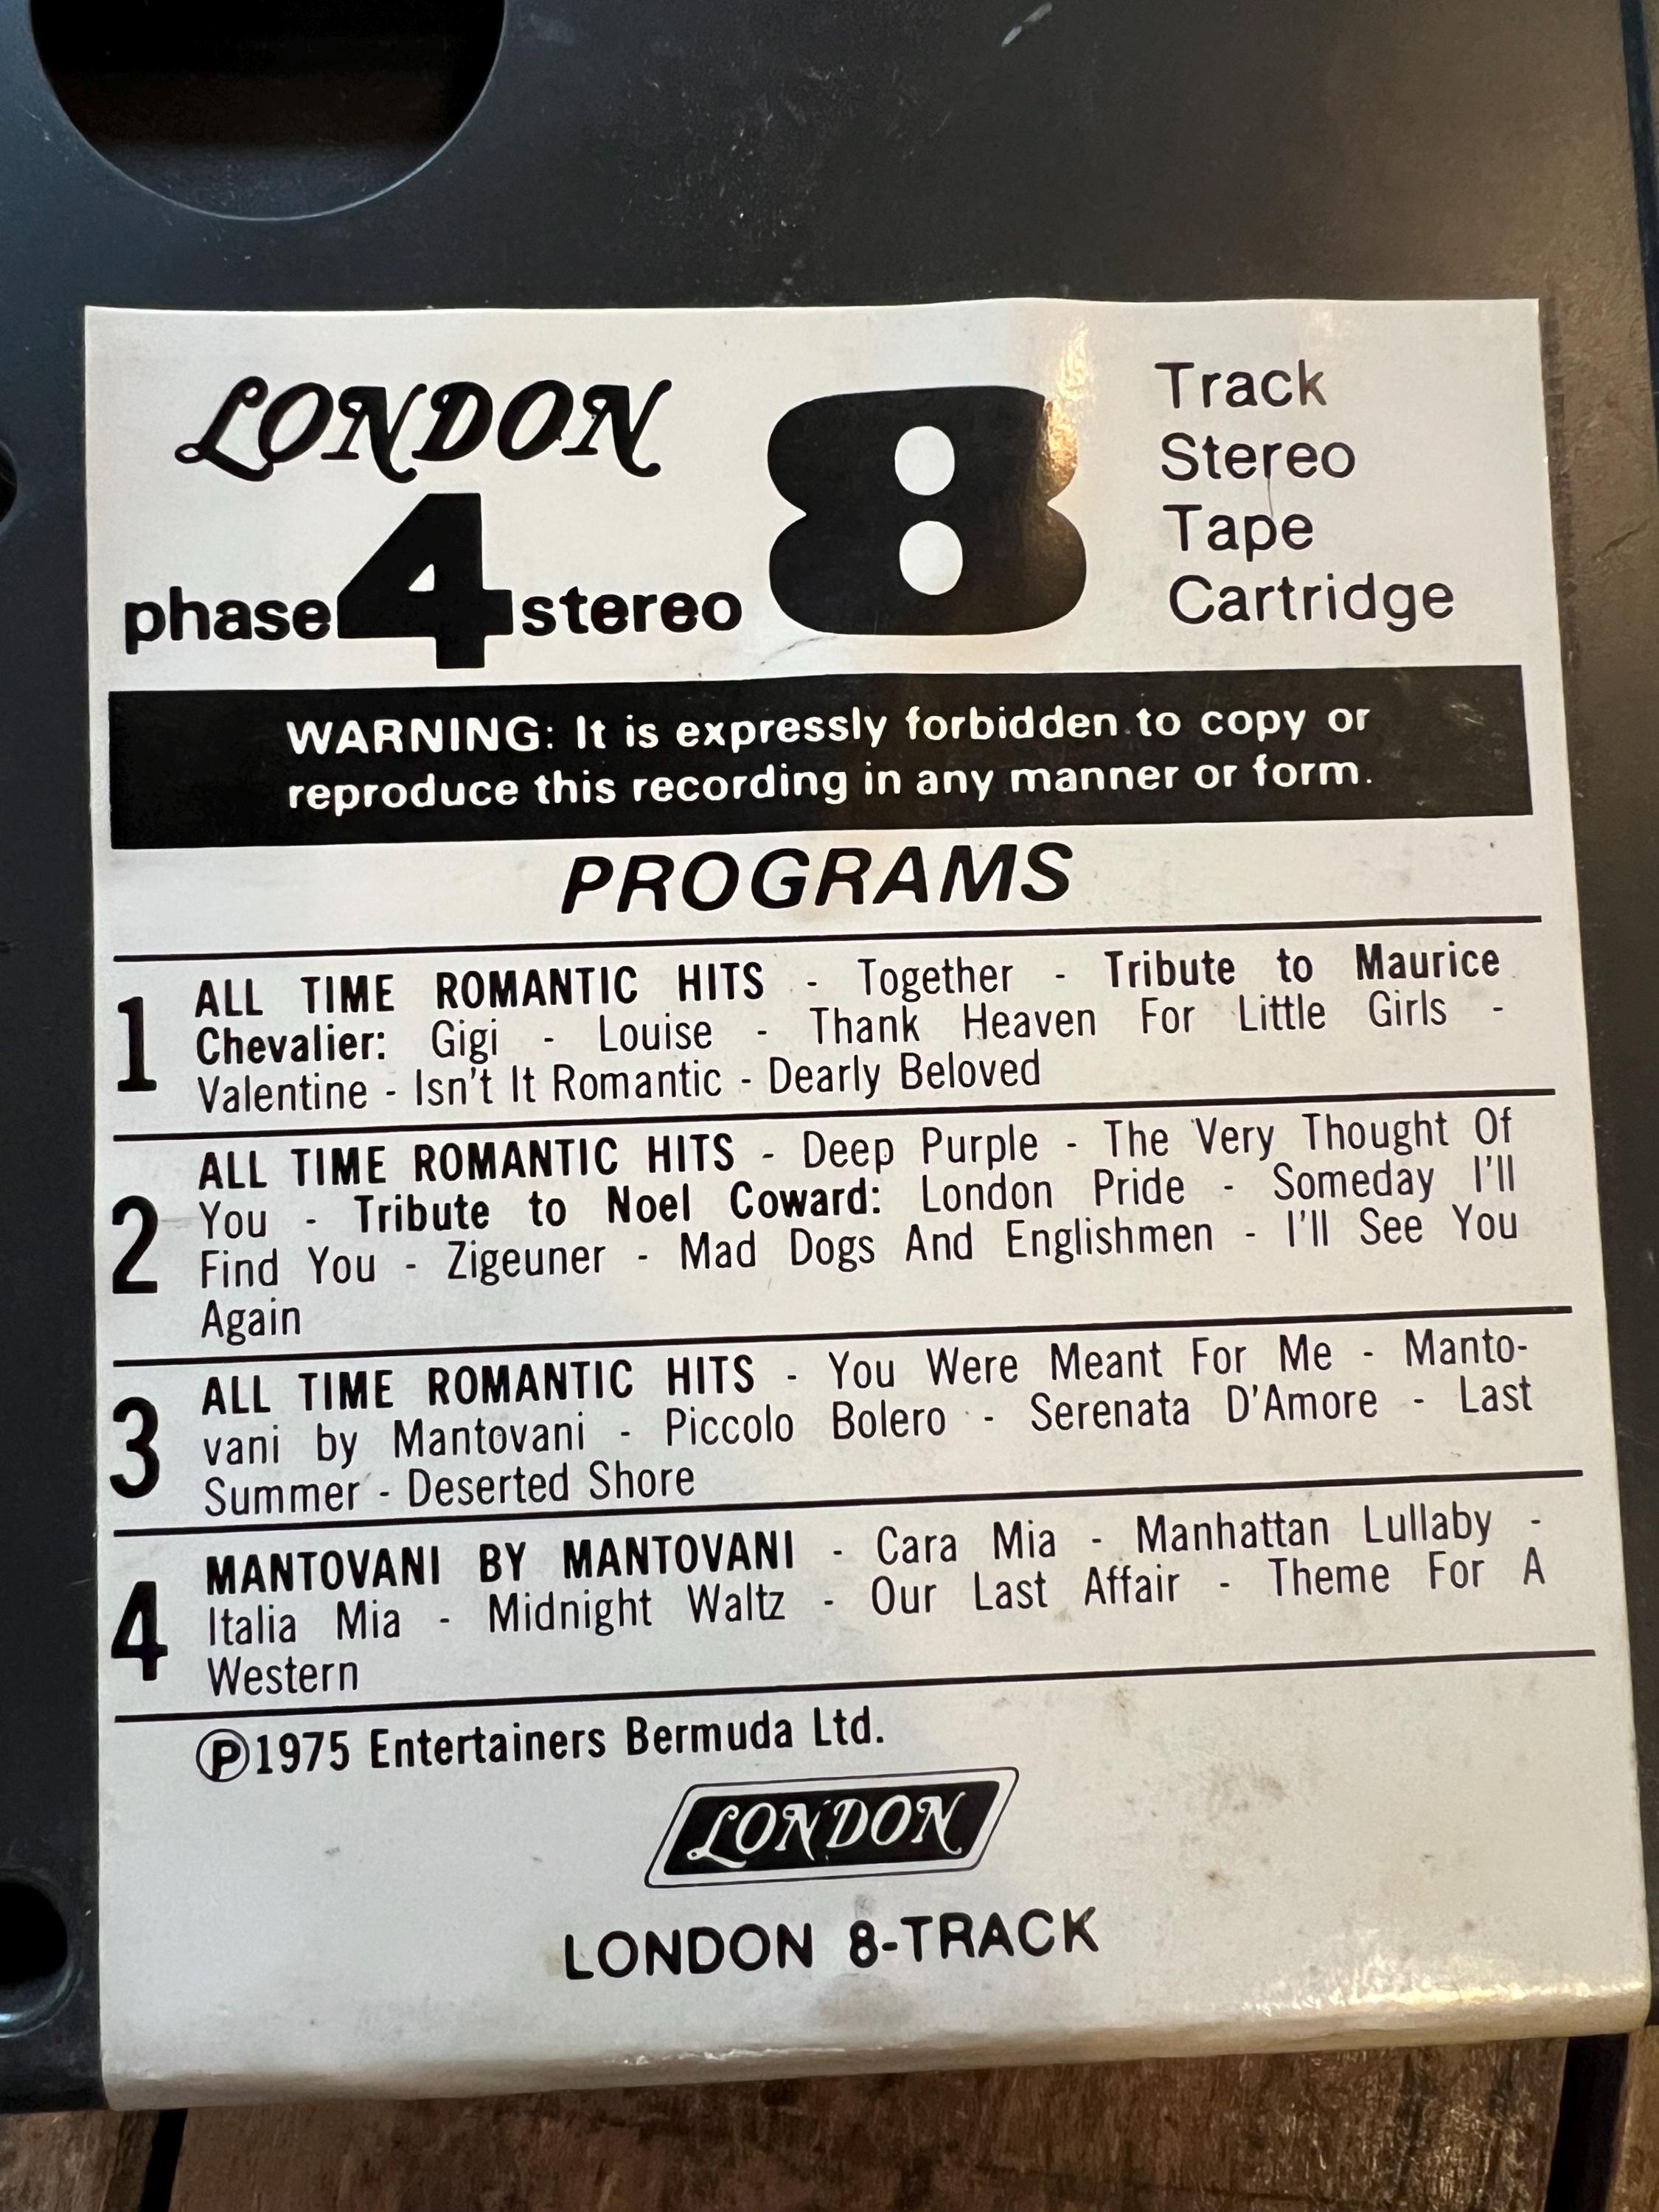 LONDON
phase 4 stereo
8
Track
Stereo
Tape
Cartridge
WARNING: It is expressly forbidden to copy or
reproduce this recording in any manner or form.
PROGRAMS
1
ALL TIME ROMANTIC HITS - Together - Tribute to Maurice
Chevalier: Gigi - Louise - Thank Heaven For Little Girls -
Valentine - Isn't It Romantic - Dearly Beloved
2
ALL TIME ROMANTIC HITS - Deep Purple - The Very Thought Of
You - Tribute to Noel Coward: London Pride - Someday I'll
Find You - Zigeuner - Mad Dogs And Englishmen - I'll See You
Again
3
ALL TIME ROMANTIC HITS - You Were Meant For Me - Manto-
vani by Mantovani - Piccolo Bolero - Serenata D'Amore - Last
Summer - Deserted Shore
4
MANTOVANI BY MANTOVANI - Cara Mia - Manhattan Lullaby -
Italia Mia - Midnight Waltz - Our Last Affair - Theme For A
Western
℗1975 Entertainers Bermuda Ltd.
LONDON
LONDON 8-TRACK